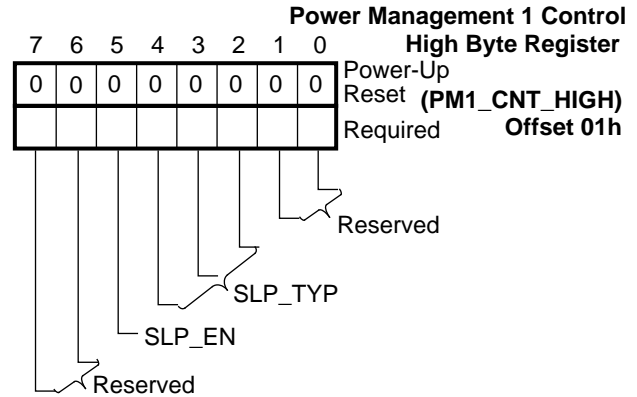 Power Management 1 Control
High Byte Register
7 6 5 4 3 2 1 0
0 0 0 0 0 0 0 0
Power-Up
Reset
(PM1_CNT_HIGH)
Required
Offset 01h
Reserved
SLP_TYP
SLP_EN
Reserved